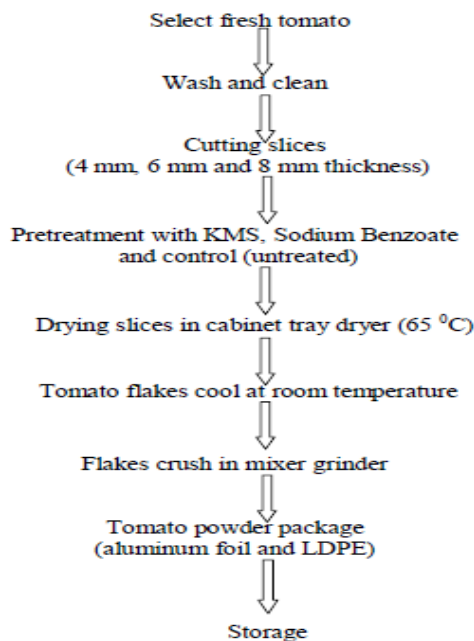 Select fresh tomato
Wash and clean
Cutting slices
(4 mm, 6 mm and 8 mm thickness)
Pretreatment with KMS, Sodium Benzoate
and control (untreated)
Drying slices in cabinet tray dryer (65 ⁰C)
Tomato flakes cool at room temperature
Flakes crush in mixer grinder
Tomato powder package
(aluminum foil and LDPE)
Storage